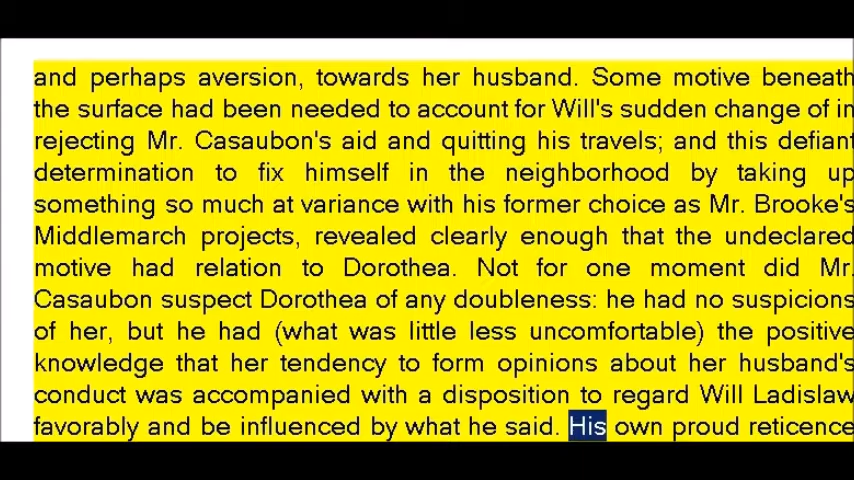 and perhaps aversion, towards her husband. Some motive beneath
the surface had been needed to account for Will's sudden change of in
rejecting Mr. Casaubon's aid and quitting his travels; and this defiant
determination to fix himself in the neighborhood by taking up
something so much at variance with his former choice as Mr. Brooke's
Middlemarch projects, revealed clearly enough that the undeclared
motive had relation to Dorothea. Not for one moment did Mr.
Casaubon suspect Dorothea of any doubleness: he had no suspicions
of her, but he had (what was little less uncomfortable) the positive
knowledge that her tendency to form opinions about her husband's
conduct was accompanied with a disposition to regard Will Ladislaw
favorably and be influenced by what he said. His own proud reticence